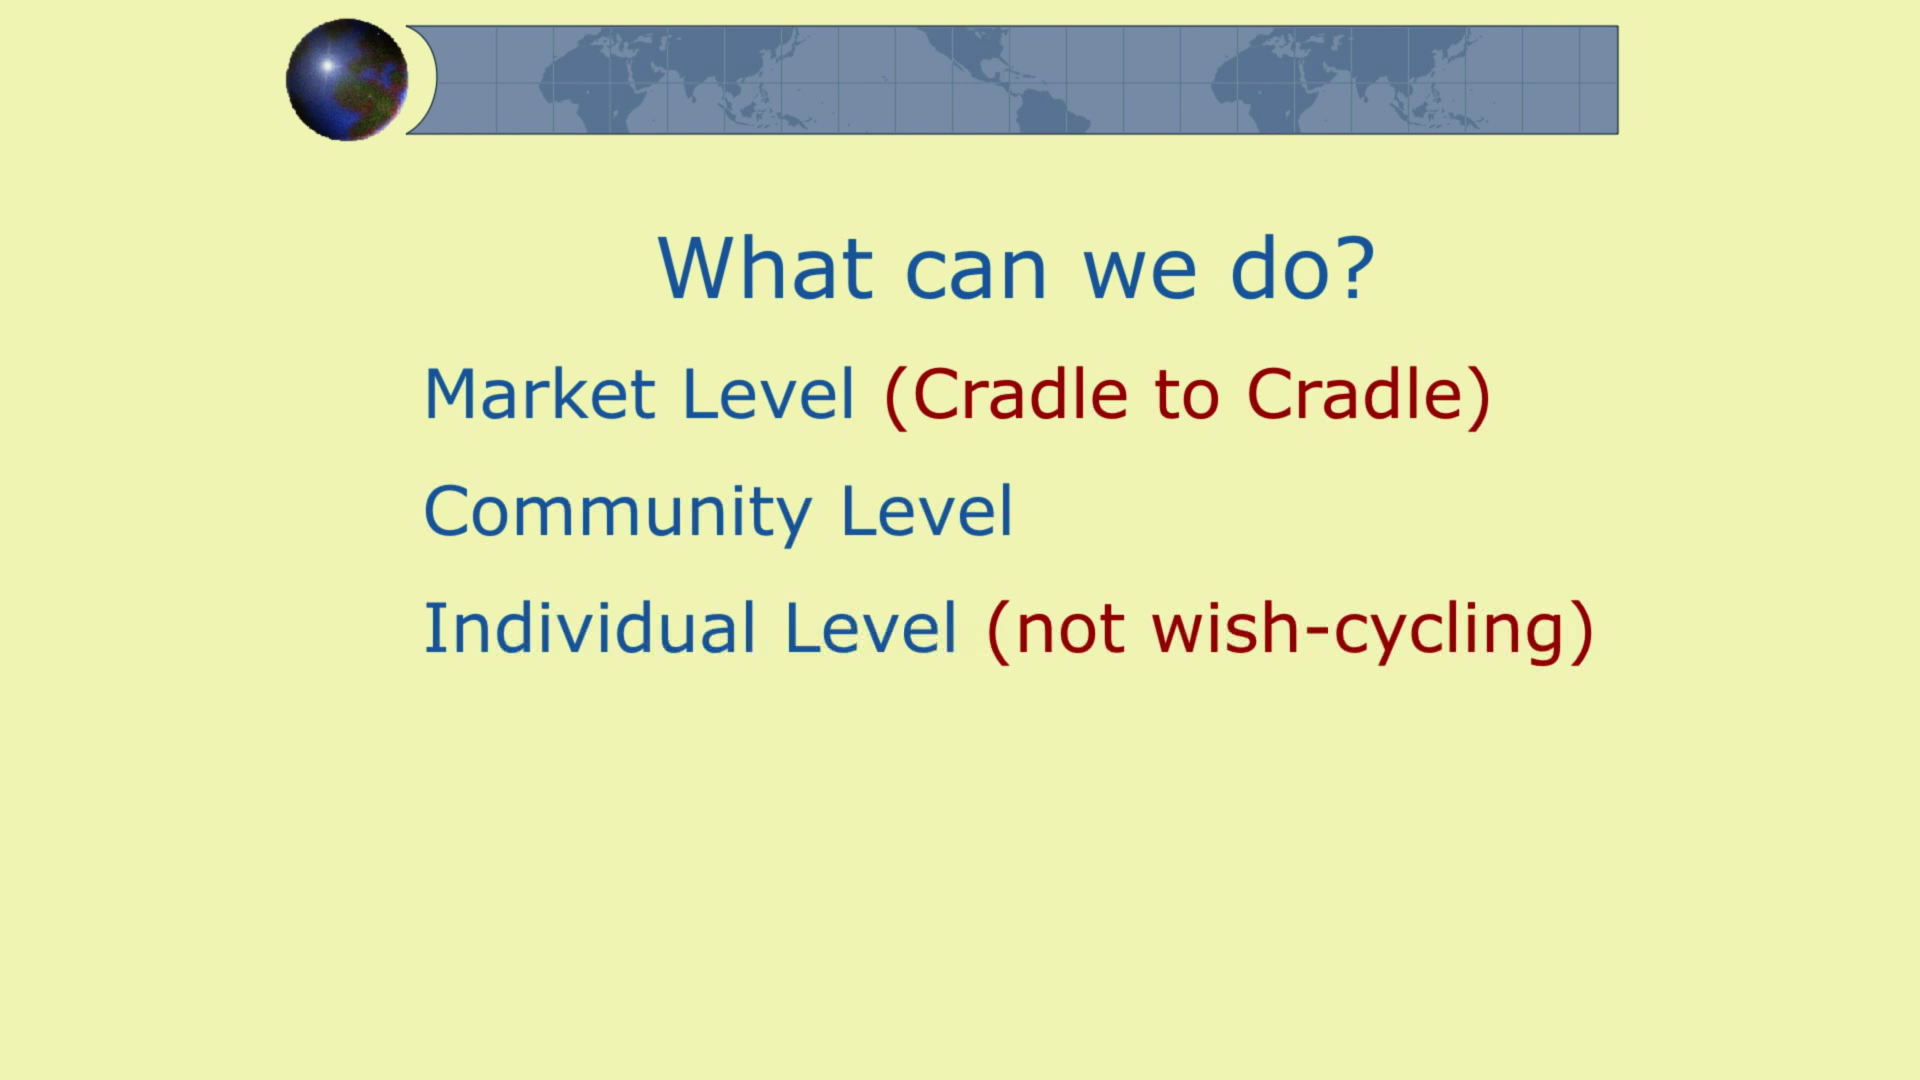 What can we do?
Market Level (Cradle to Cradle)
Community Level
Individual Level (not wish-cycling)